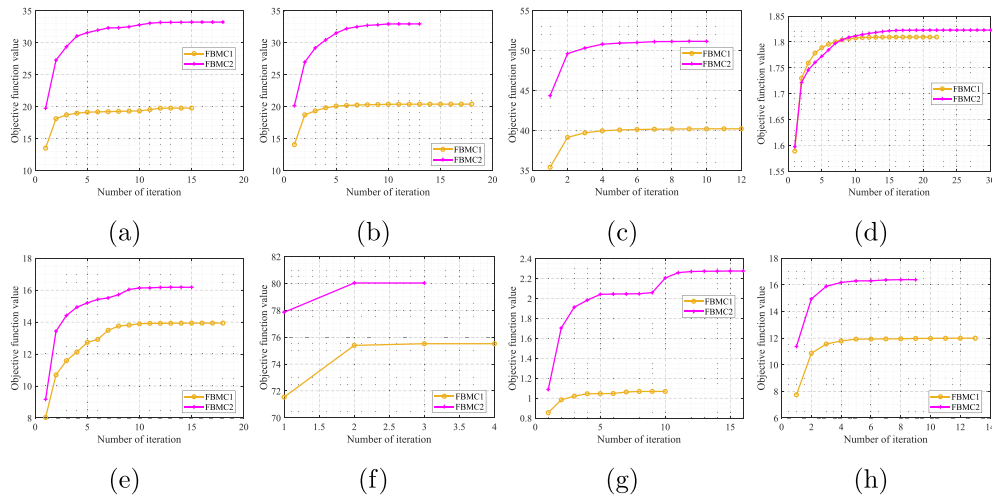 35
30
25
20
15
10
Objective function value
FBMC1
FBMC2
0 5 10 15 20
Number of iteration
(a)
35
30
25
20
15
10
Objective function value
FBMC1
FBMC2
0 5 10 15 20
Number of iteration
(b)
55
50
45
40
35
Objective function value
FBMC1
FBMC2
0 2 4 6 8 10 12
Number of iteration
(c)
1.85
1.8
1.75
1.7
1.65
1.6
1.55
Objective function value
FBMC1
FBMC2
0 5 10 15 20 25 30
Number of iteration
(d)
18
16
14
12
10
8
Objective function value
FBMC1
FBMC2
0 5 10 15 20
Number of iteration
(e)
82
80
78
76
74
72
70
Objective function value
FBMC1
FBMC2
1 1.5 2 2.5 3 3.5 4
Number of iteration
(f)
2.4
2.2
2
1.8
1.6
1.4
1.2
1
0.8
Objective function value
FBMC1
FBMC2
0 5 10 15
Number of iteration
(g)
18
16
14
12
10
8
6
Objective function value
FBMC1
FBMC2
0 2 4 6 8 10 12 14
Number of iteration
(h)